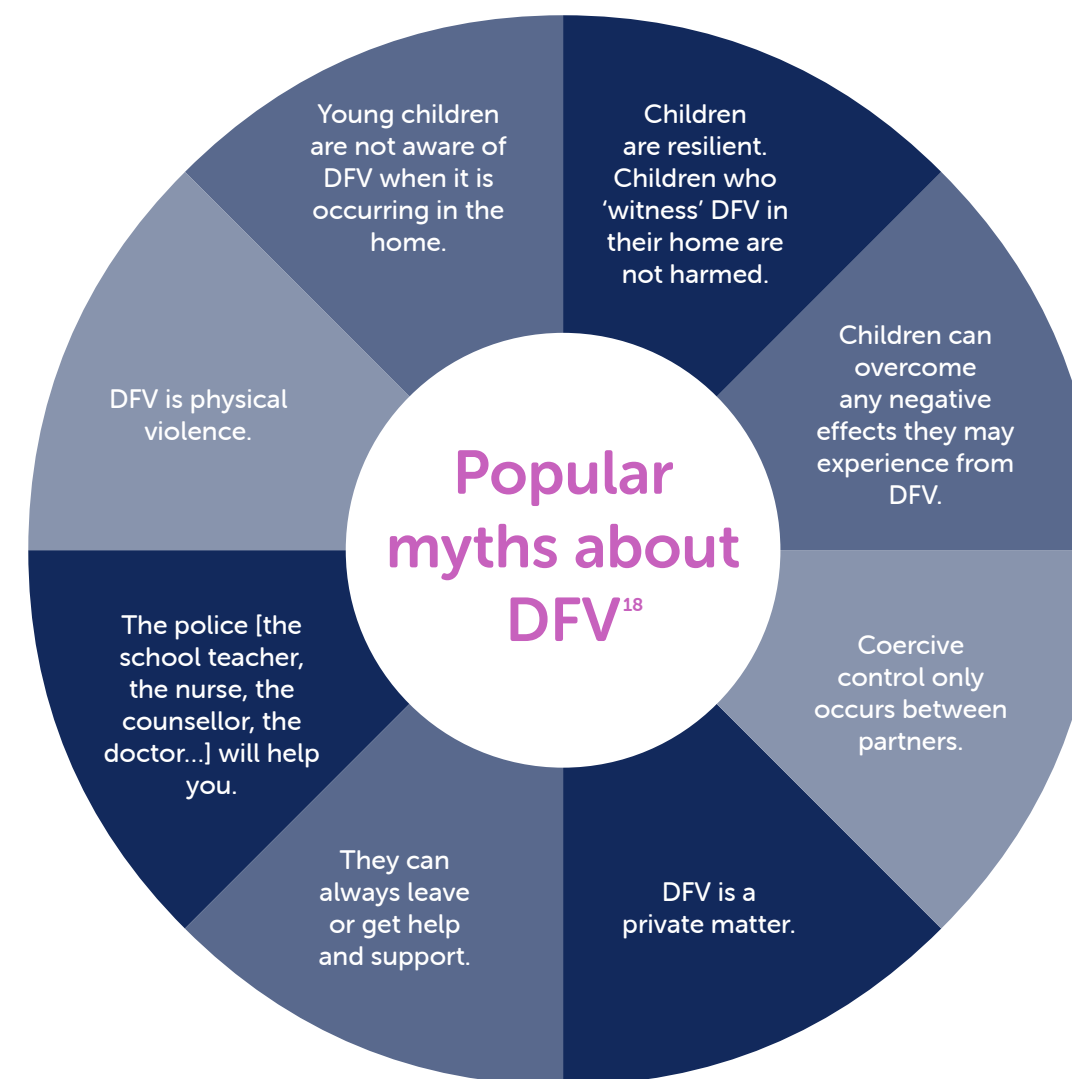 Popular
myths about
DFV18
Children
are resilient.
Children who
‘witness’ DFV in
their home are
not harmed.
Children can
overcome
any negative
effects they may
experience from
DFV.
Coercive
control only
occurs between
partners.
DFV is a
private matter.
They can
always leave
or get help
and support.
The police [the
school teacher,
the nurse, the
counsellor, the
doctor...] will help
you.
DFV is physical
violence.
Young children
are not aware of
DFV when it is
occurring in the
home.